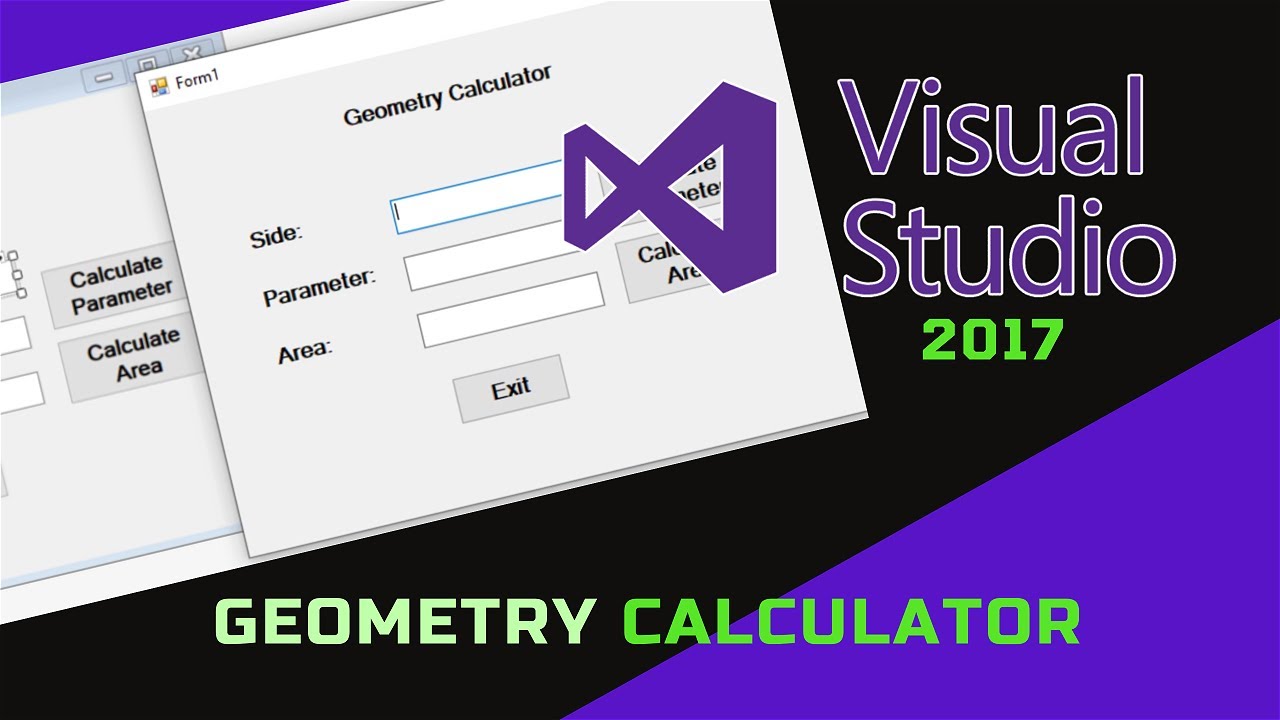 Form1
Geometry Calculator
Side:
Parameter:
Area:
Exit
Calculate
Parameter
Calculate
Area
Visual
Studio
2017
GEOMETRY CALCULATOR